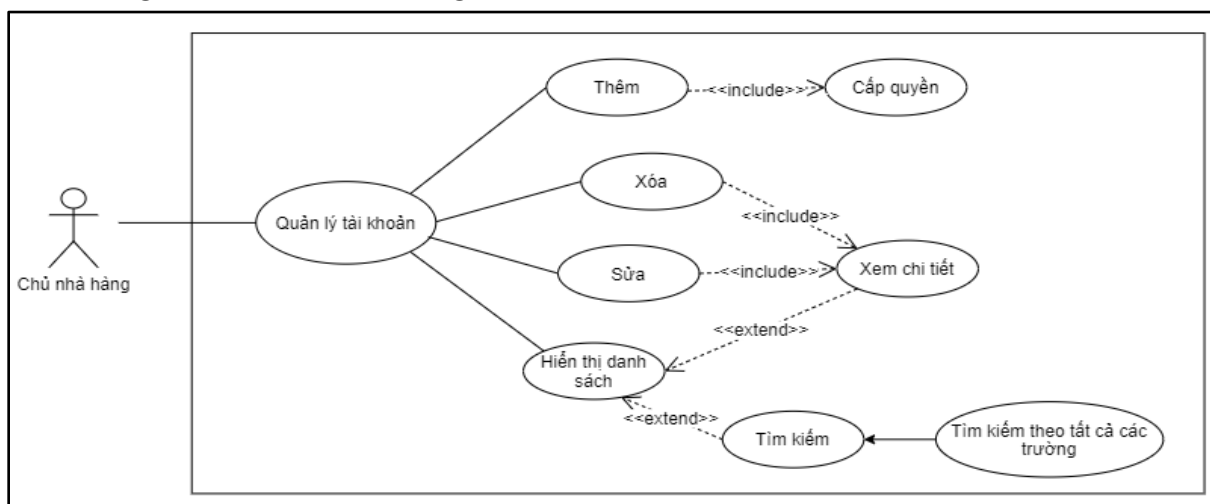 Thêm
<<include>>
Cấp quyền
Xóa
<<include>>
Quản lý tài khoản
Sửa
<<include>>
Xem chi tiết
Chủ nhà hàng
<<extend>>
Hiển thị danh
sách
<<extend>>
Tìm kiếm
Tìm kiếm theo tất cả các
trường